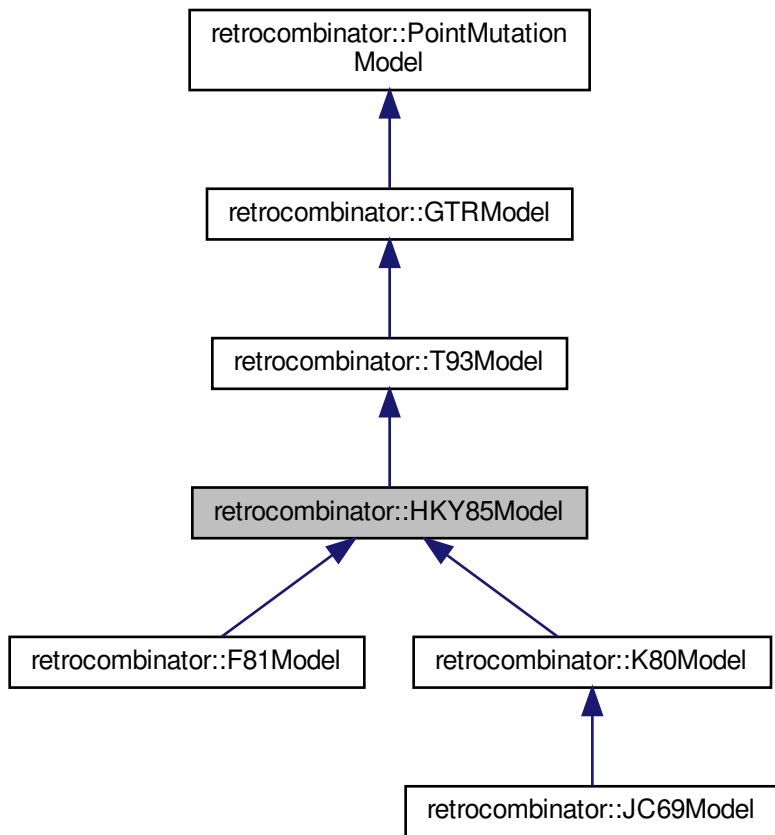 retrocombinator::PointMutation
Model
retrocombinator::GTRModel
retrocombinator::T93Model
retrocombinator::HKY85Model
retrocombinator::F81Model
retrocombinator::K80Model
retrocombinator::JC69Model